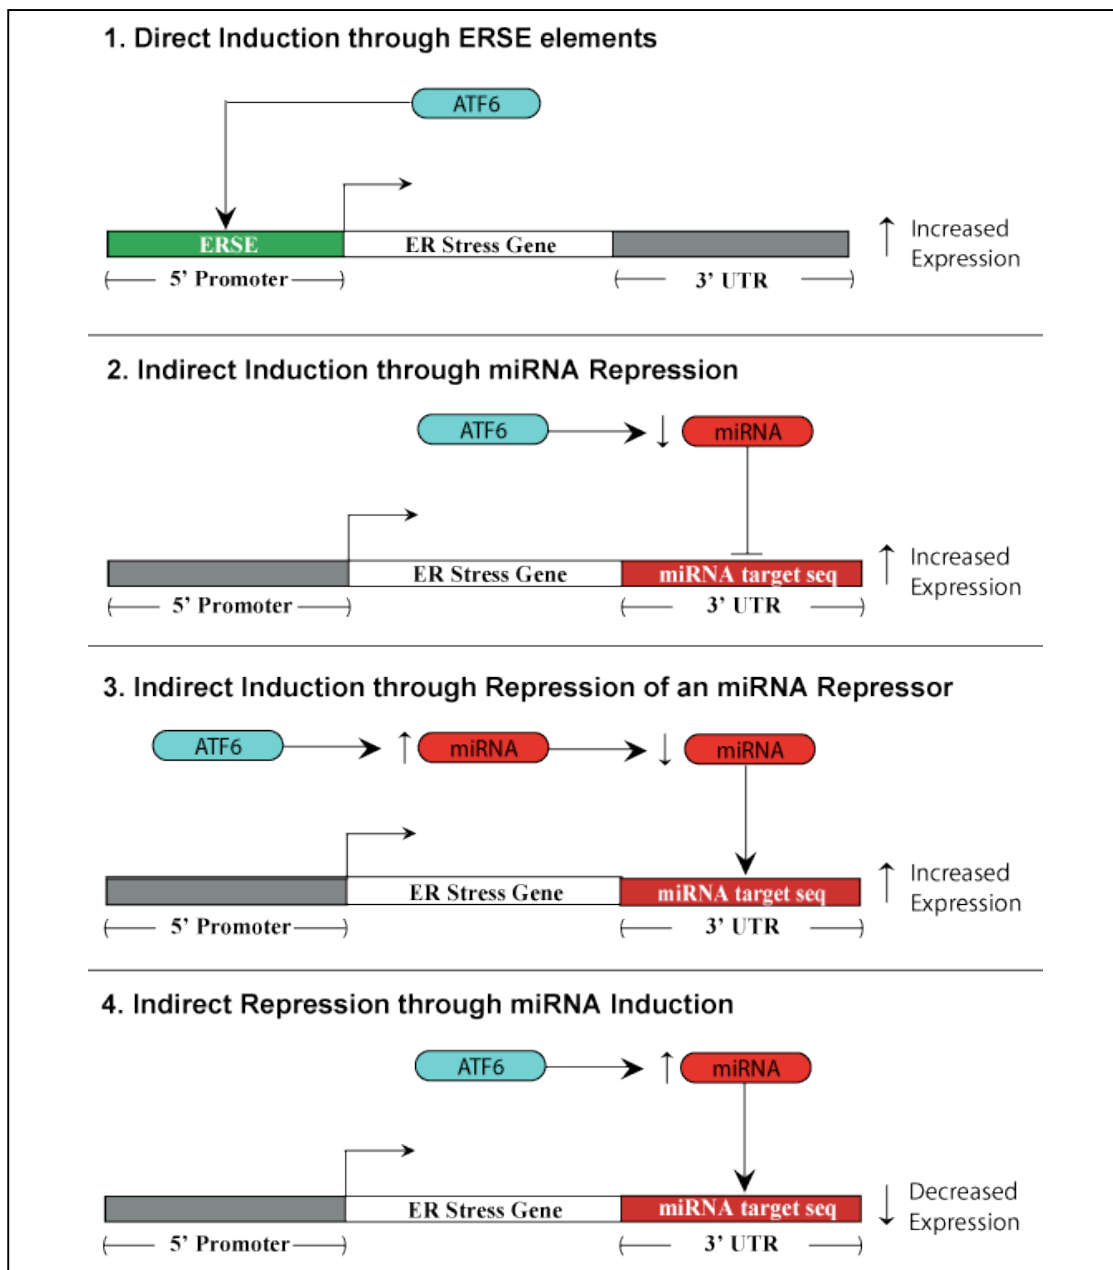 1. Direct Induction through ERSE elements
ATF6
ERSE
ER Stress Gene
5' Promoter
3' UTR
↑ Increased
Expression
2. Indirect Induction through miRNA Repression
ATF6
↓ miRNA
ER Stress Gene
miRNA target seq
5' Promoter
3' UTR
↑ Increased
Expression
3. Indirect Induction through Repression of an miRNA Repressor
ATF6
↑ miRNA
↓ miRNA
ER Stress Gene
miRNA target seq
5' Promoter
3' UTR
↑ Increased
Expression
4. Indirect Repression through miRNA Induction
ATF6
↑ miRNA
ER Stress Gene
miRNA target seq
5' Promoter
3' UTR
↓ Decreased
Expression